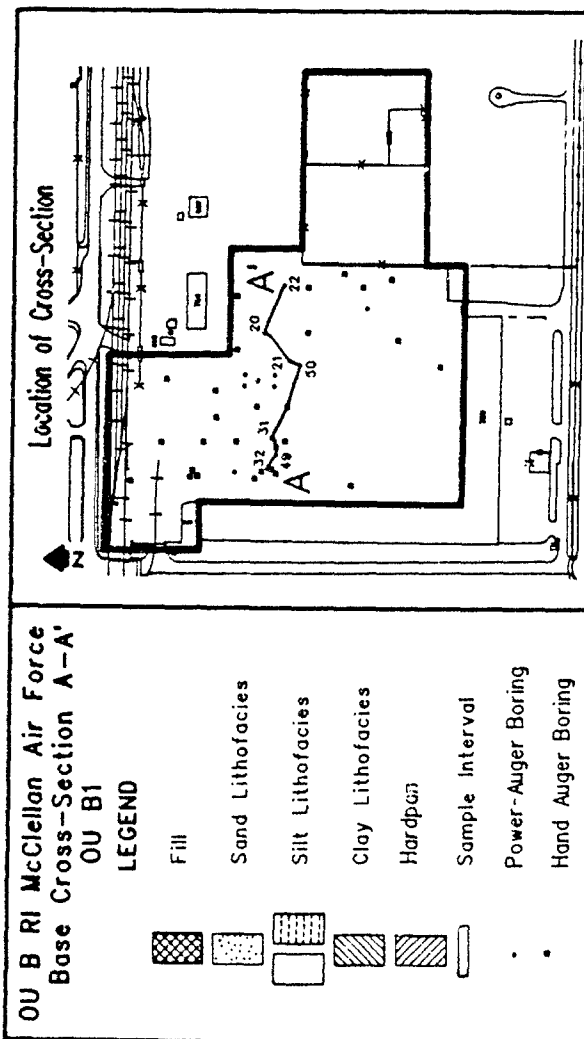 OU B RI McClellan Air Force
Base Cross-Section A-A'
OU B1
LEGEND
Fill
Sand Lithofacies
Silt Lithofacies
Clay Lithofacies
Hardpan
Sample Interval
Power-Auger Boring
Hand Auger Boring
Location of Cross-Section
N
A
32
49
31
21
50
20
22
A'